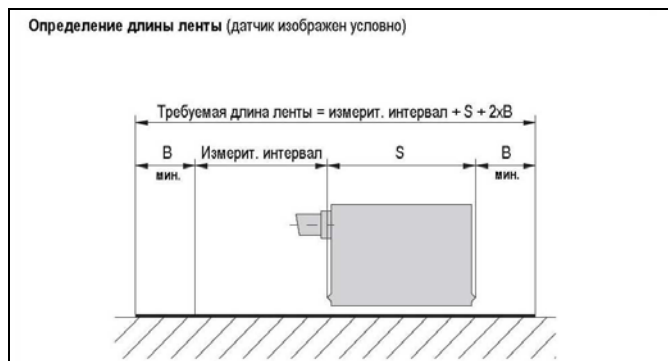 Определение длины ленты (датчик изображен условно)
Требуемая длина ленты = измерит. интервал + S + 2xB
B Измерит. интервал S B
мин. мин.